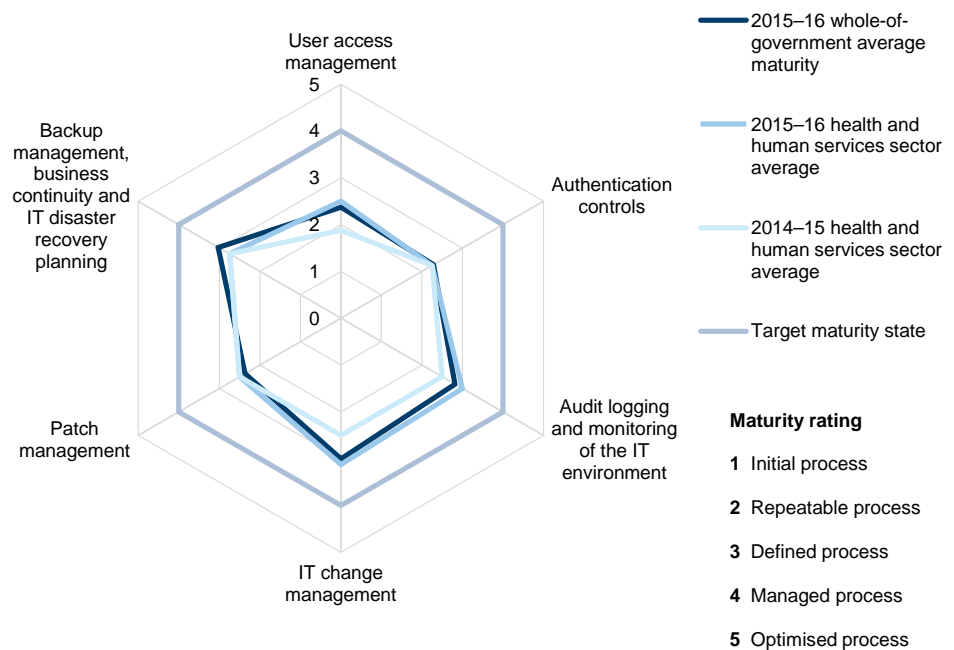 User access
management
5
4
3
2
1
0
Authentication
controls
Audit logging
and monitoring
of the IT
environment
IT change
management
Patch
management
Backup
management,
business
continuity and
IT disaster
recovery
planning
2015–16 whole-of-
government average
maturity
2015–16 health and
human services sector
average
2014–15 health and
human services sector
average
Target maturity state
Maturity rating
1 Initial process
2 Repeatable process
3 Defined process
4 Managed process
5 Optimised process